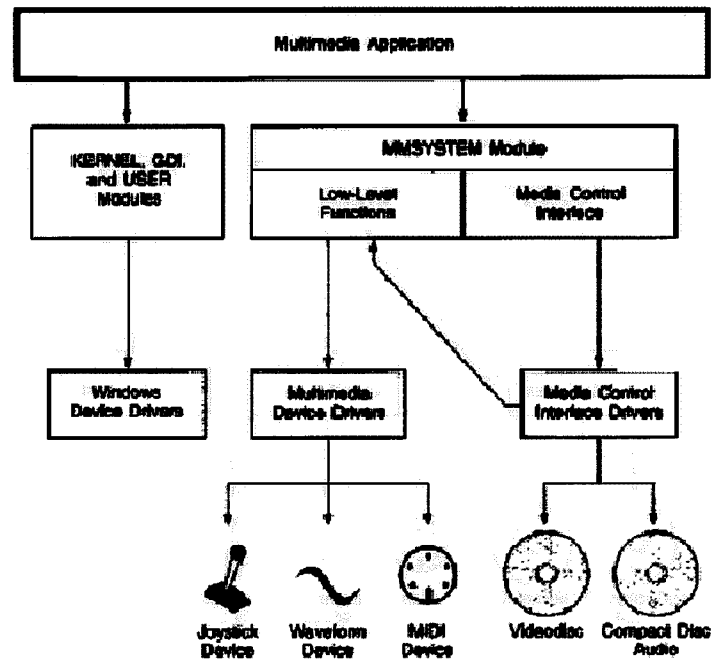 Multimedia Application
KERNEL, GDI,
and USER
Modules
MMSYSTEM Module
Low-Level
Functions
Media Control
Interface
Windows
Device Drivers
Multimedia
Device Drivers
Media Control
Interface Drivers
Joystick
Device
Waveform
Device
MIDI
Device
Videodisc
Compact Disc
Audio